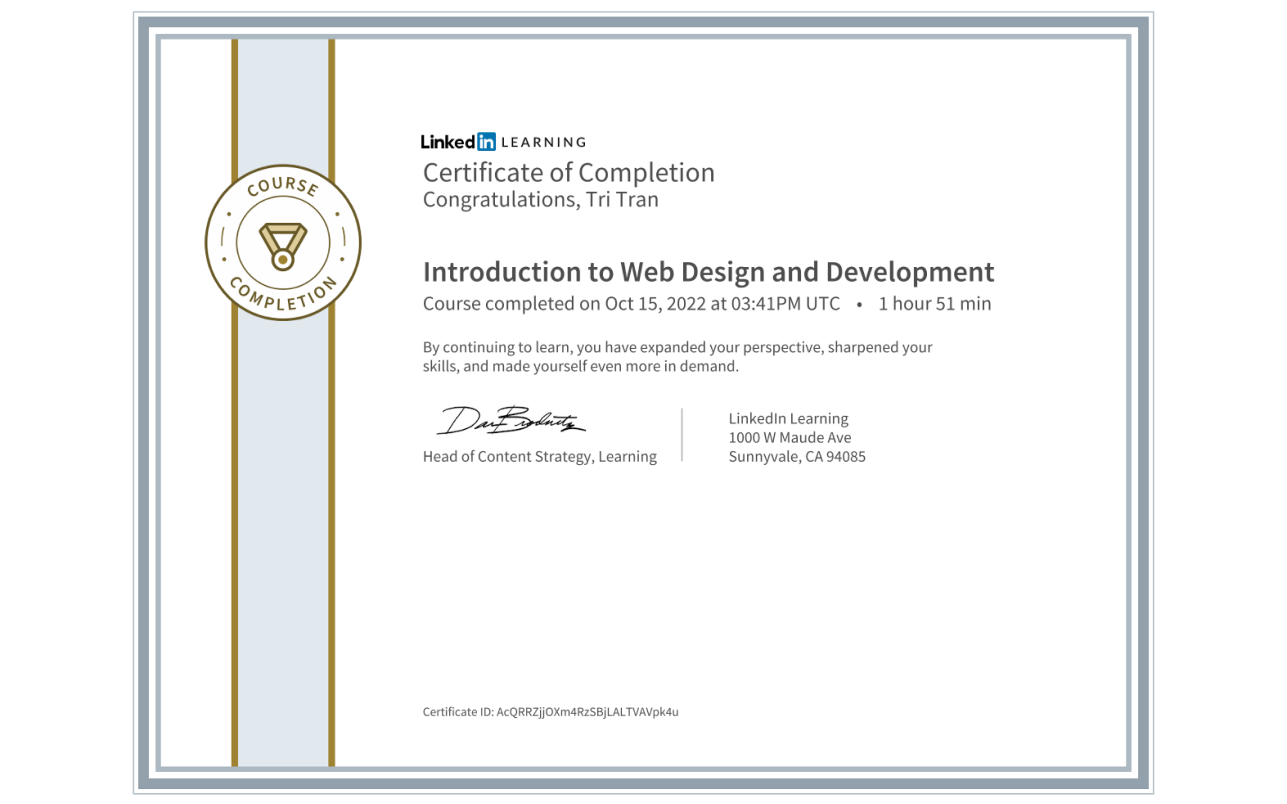 COURSE
COMPLETION
Linked in LEARNING
Certificate of Completion
Congratulations, Tri Tran
Introduction to Web Design and Development
Course completed on Oct 15, 2022 at 03:41PM UTC • 1 hour 51 min
By continuing to learn, you have expanded your perspective, sharpened your
skills, and made yourself even more in demand.
Head of Content Strategy, Learning
LinkedIn Learning
1000 W Maude Ave
Sunnyvale, CA 94085
Certificate ID: AcQRRZjjOXm4RzSBjLALTVAVpk4u